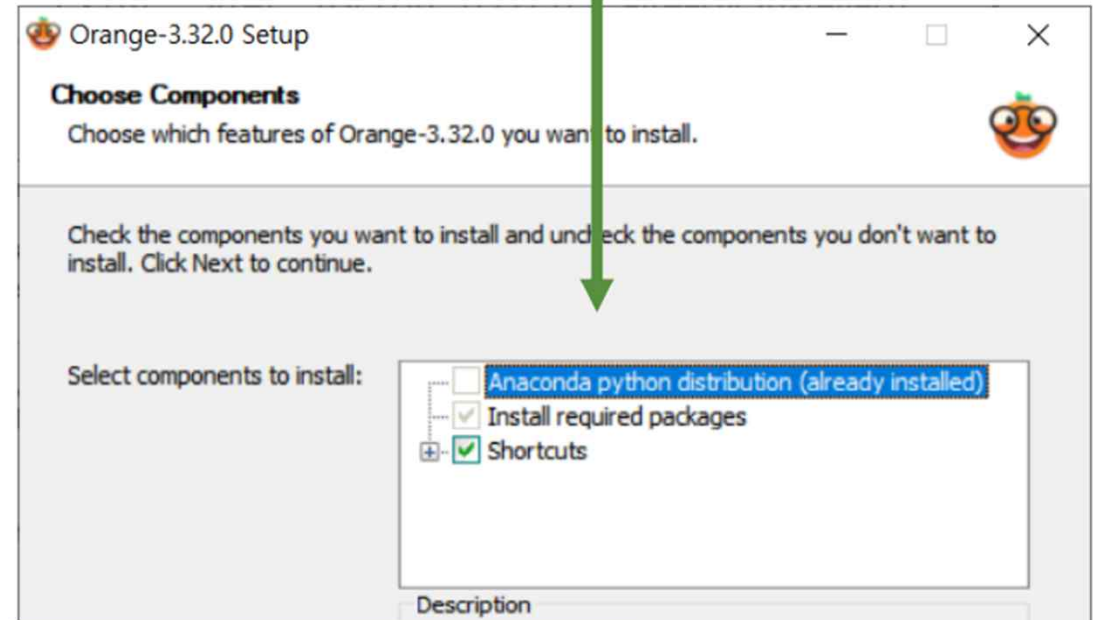 Orange-3.32.0 Setup
Choose Components
Choose which features of Orange-3.32.0 you want to install.
Check the components you want to install and uncheck the components you don't want to
install. Click Next to continue.
Select components to install:
Anaconda python distribution (already installed)
Install required packages
Shortcuts
Description